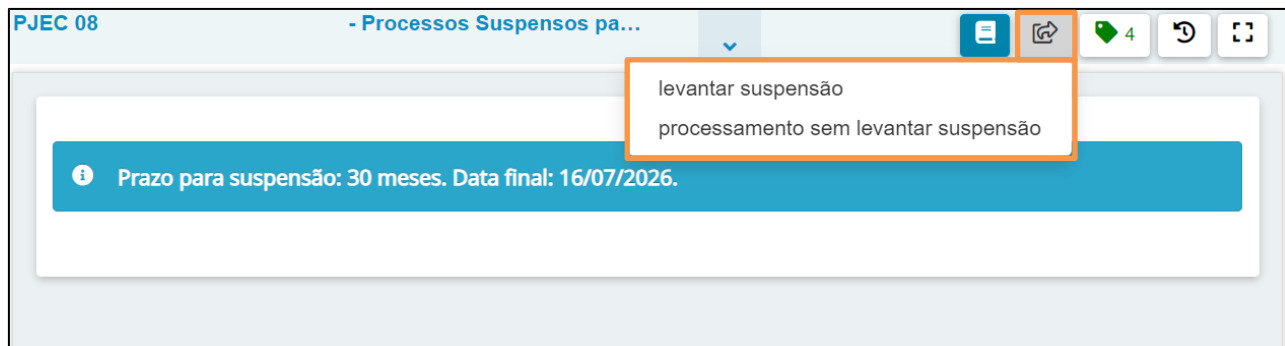 PJEC 08 - Processos Suspensos pa...
4
levantar suspensão
processamento sem levantar suspensão
Prazo para suspensão: 30 meses. Data final: 16/07/2026.